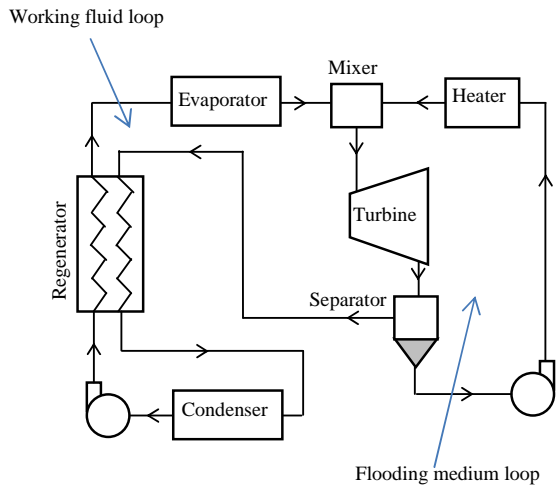 Working fluid loop
Mixer
Evaporator
Heater
Regenerator
Turbine
Separator
Condenser
Flooding medium loop